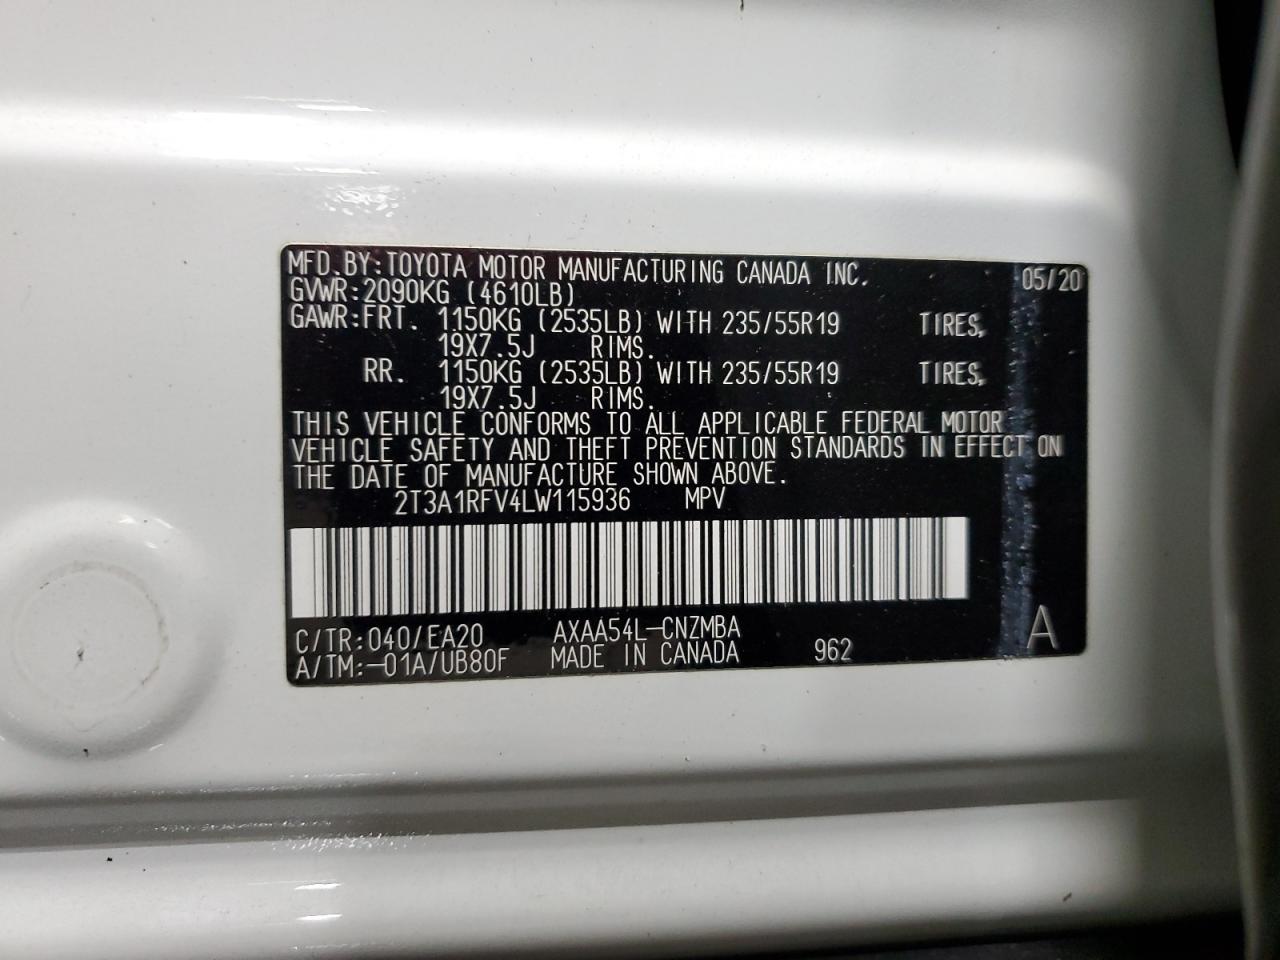 MFD.BY:TOYOTA MOTOR MANUFACTURING CANADA INC. 05/20
GVWR:2090KG (4610LB)
GAWR:FRT. 1150KG (2535LB) WITH 235/55R19 TIRES,
19X7.5J RIMS.
RR. 1150KG (2535LB) WITH 235/55R19 TIRES,
19X7.5J RIMS.
THIS VEHICLE CONFORMS TO ALL APPLICABLE FEDERAL MOTOR
VEHICLE SAFETY AND THEFT PREVENTION STANDARDS IN EFFECT ON
THE DATE OF MANUFACTURE SHOWN ABOVE.
2T3A1RFV4LW115936 MPV
C/TR:040/EA20 AXAA54L-CNZMBA
A/TM:-01A/UB80F MADE IN CANADA 962 A